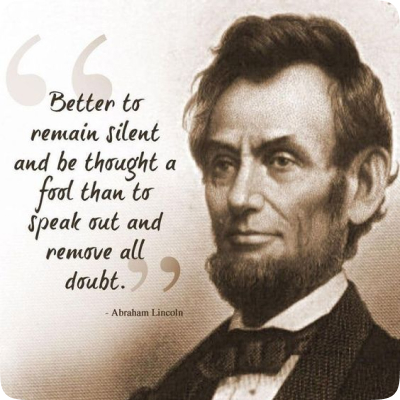 Better to
remain silent
and be thought a
fool than to
speak out and
remove all
doubt.
- Abraham Lincoln